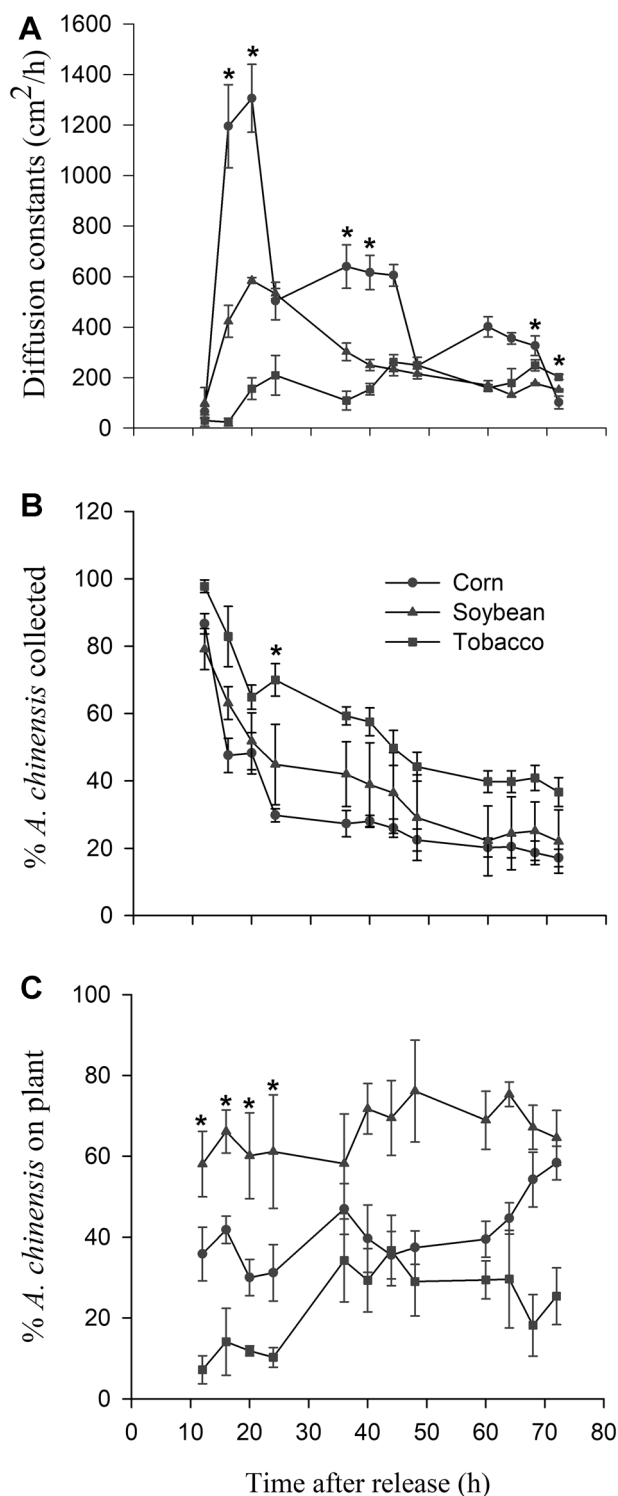 A
1600
1400
1200
1000
800
600
400
200
0
Diffusion constants (cm²/h)
* *
* *
*
*
B
120
100
80
60
40
20
0
% A. chinensis collected
Corn
Soybean
Tobacco
*
C
100
80
60
40
20
0
% A. chinensis on plant
* * * *
0 10 20 30 40 50 60 70 80
Time after release (h)